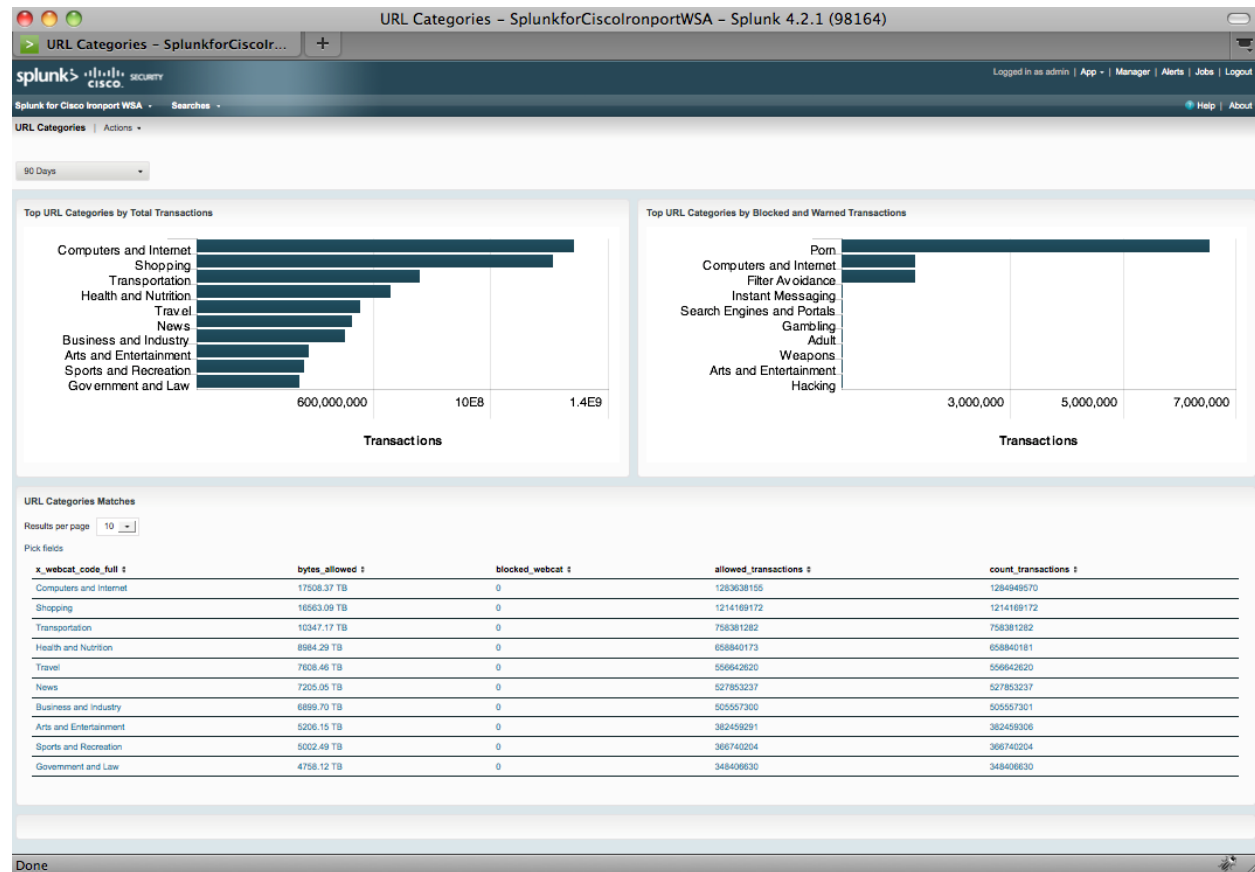 URL Categories – SplunkforCiscoIronportWSA – Splunk 4.2.1 (98164)
URL Categories – SplunkforCiscoIr... +
splunk> CISCO. SECURITY
Logged in as admin | App | Manager | Alerts | Jobs | Logout
Splunk for Cisco Ironport WSA Searches
? Help | About
URL Categories | Actions
90 Days
Top URL Categories by Total Transactions
Computers and Internet
Shopping
Transportation
Health and Nutrition
Travel
News
Business and Industry
Arts and Entertainment
Sports and Recreation
Government and Law
600,000,000 10E8 1.4E9
Transactions
Top URL Categories by Blocked and Warned Transactions
Porn
Computers and Internet
Filter Avoidance
Instant Messaging
Search Engines and Portals
Gambling
Adult
Weapons
Arts and Entertainment
Hacking
3,000,000 5,000,000 7,000,000
Transactions
URL Categories Matches
Results per page 10
Pick fields
x_webcat_code_full bytes_allowed blocked_webcat allowed_transactions count_transactions
Computers and Internet 17508.37 TB 0 1283638155 1284949570
Shopping 16563.09 TB 0 1214169172 1214169172
Transportation 10347.17 TB 0 758381282 758381282
Health and Nutrition 8984.29 TB 0 658840173 658840181
Travel 7608.46 TB 0 556642620 556642620
News 7205.05 TB 0 527853237 527853237
Business and Industry 6899.70 TB 0 505557300 505557301
Arts and Entertainment 5206.15 TB 0 382459291 382459306
Sports and Recreation 5002.49 TB 0 366740204 366740204
Government and Law 4758.12 TB 0 348406630 348406630
Done